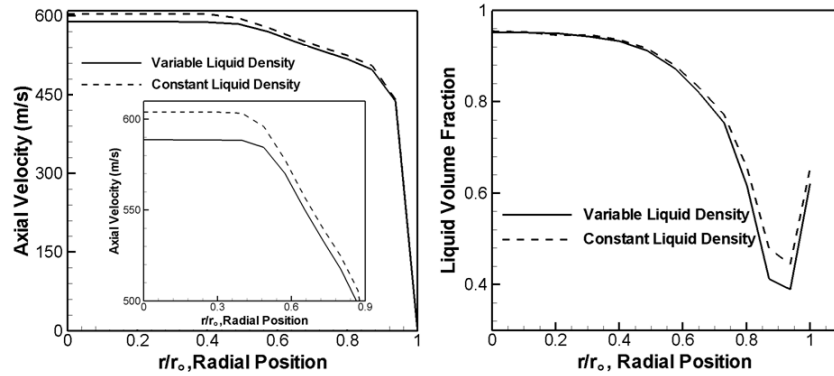 600
450
300
150
0
Axial Velocity (m/s)
Variable Liquid Density
Constant Liquid Density
600
550
500
Axial Velocity (m/s)
0 0.3 0.6 0.9
r/rₒ,Radial Position
0 0.2 0.4 0.6 0.8 1
r/rₒ,Radial Position
1
0.8
0.6
0.4
Liquid Volume Fraction
Variable Liquid Density
Constant Liquid Density
0 0.2 0.4 0.6 0.8 1
r/rₒ, Radial Position